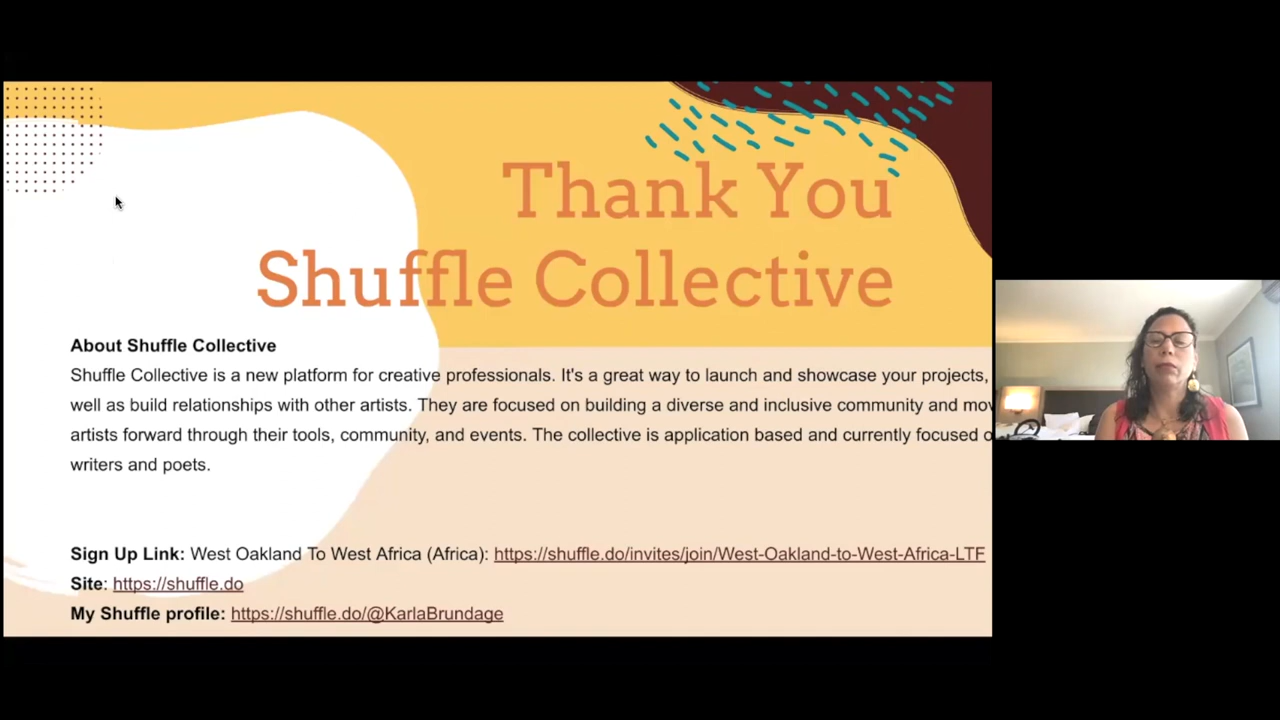 Thank You
Shuffle Collective
About Shuffle Collective
Shuffle Collective is a new platform for creative professionals. It's a great way to launch and showcase your projects,
well as build relationships with other artists. They are focused on building a diverse and inclusive community and mov
artists forward through their tools, community, and events. The collective is application based and currently focused o
writers and poets.
Sign Up Link: West Oakland To West Africa (Africa): https://shuffle.do/invites/join/West-Oakland-to-West-Africa-LTF
Site: https://shuffle.do
My Shuffle profile: https://shuffle.do/@KarlaBrundage